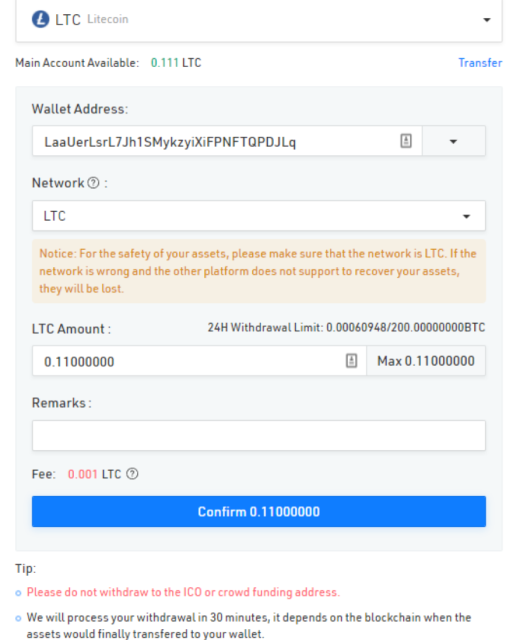 LTC Litecoin
Main Account Available: 0.111 LTC Transfer
Wallet Address:
LaaUerLsrL7Jh1SMykzyiXiFPNFTQPDJLq
Network ? :
LTC
Notice: For the safety of your assets, please make sure that the network is LTC. If the
network is wrong and the other platform does not support to recover your assets,
they will be lost.
LTC Amount : 24H Withdrawal Limit: 0.00060948/200.00000000BTC
0.11000000 Max 0.11000000
Remarks :
Fee: 0.001 LTC ?
Confirm 0.11000000
Tip:
Please do not withdraw to the ICO or crowd funding address.
We will process your withdrawal in 30 minutes, it depends on the blockchain when the
assets would finally transfered to your wallet.